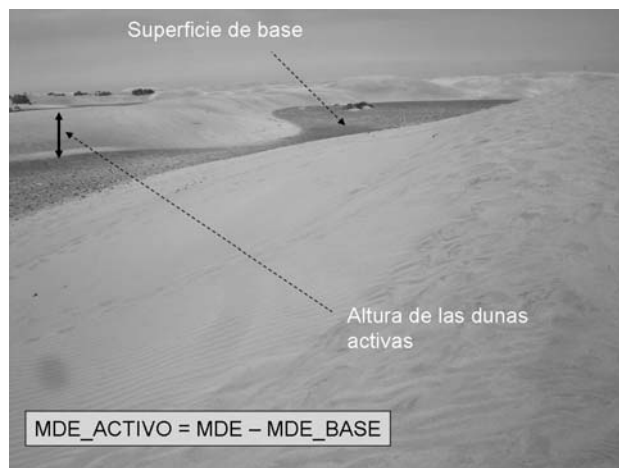 Superficie de base
Altura de las dunas
activas
MDE_ACTIVO = MDE – MDE_BASE